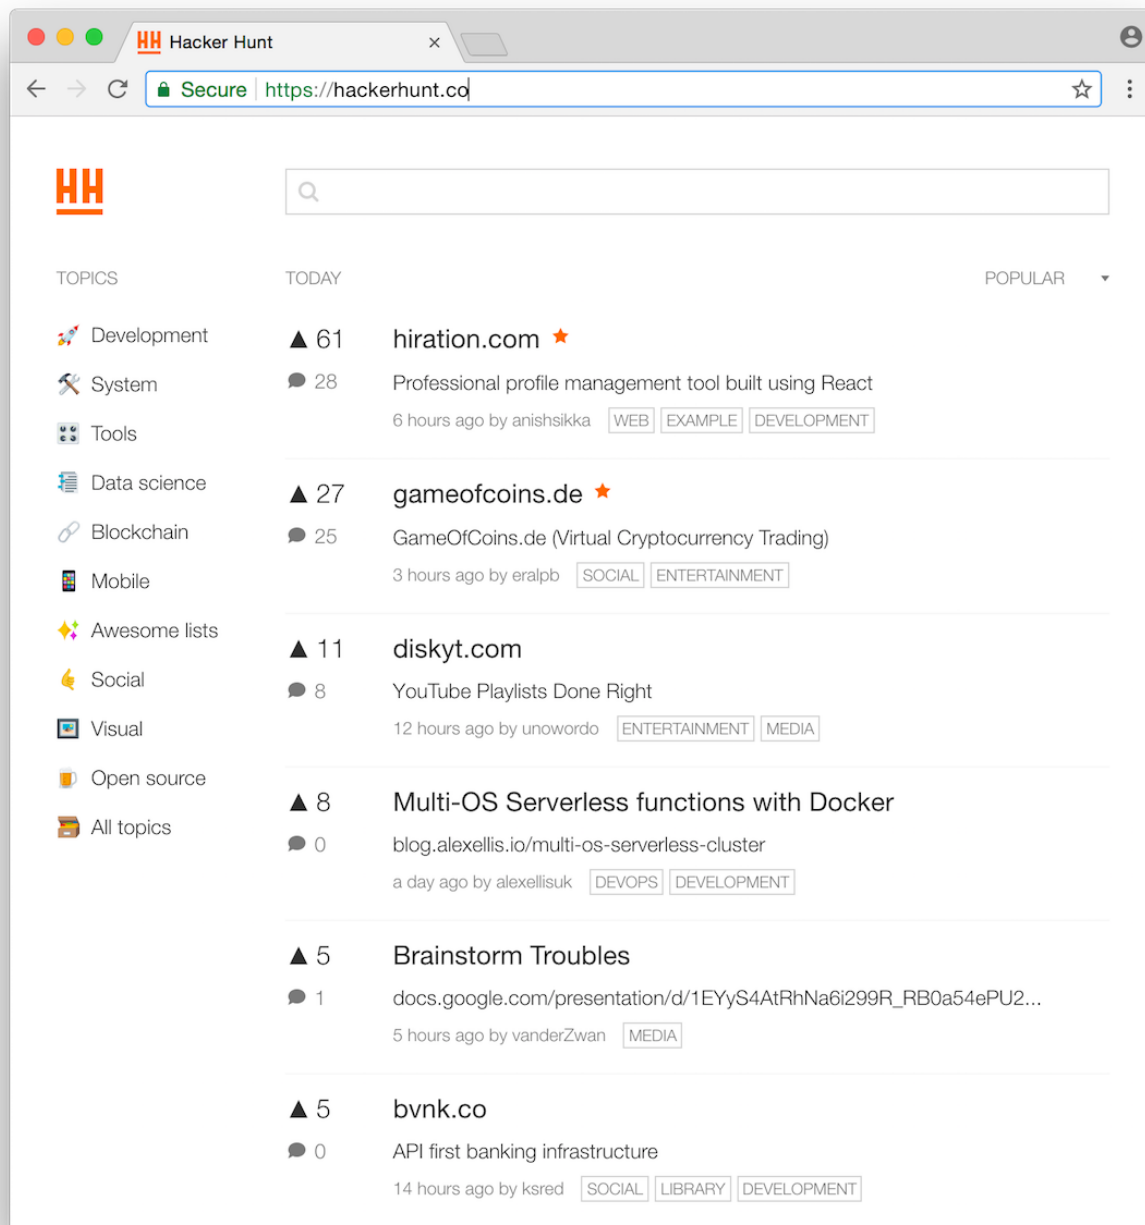 HH Hacker Hunt
Secure https://hackerhunt.co
HH
TOPICS
Development
System
Tools
Data science
Blockchain
Mobile
Awesome lists
Social
Visual
Open source
All topics
TODAY POPULAR
61 hiration.com
28 Professional profile management tool built using React
6 hours ago by anishsikka WEB EXAMPLE DEVELOPMENT
27 gameofcoins.de
25 GameOfCoins.de (Virtual Cryptocurrency Trading)
3 hours ago by eralpb SOCIAL ENTERTAINMENT
11 diskyt.com
8 YouTube Playlists Done Right
12 hours ago by unowordo ENTERTAINMENT MEDIA
8 Multi-OS Serverless functions with Docker
0 blog.alexellis.io/multi-os-serverless-cluster
a day ago by alexellisuk DEVOPS DEVELOPMENT
5 Brainstorm Troubles
1 docs.google.com/presentation/d/1EYyS4AtRhNa6i299R_RB0a54ePU2...
5 hours ago by vanderZwan MEDIA
5 bvnk.co
0 API first banking infrastructure
14 hours ago by ksred SOCIAL LIBRARY DEVELOPMENT